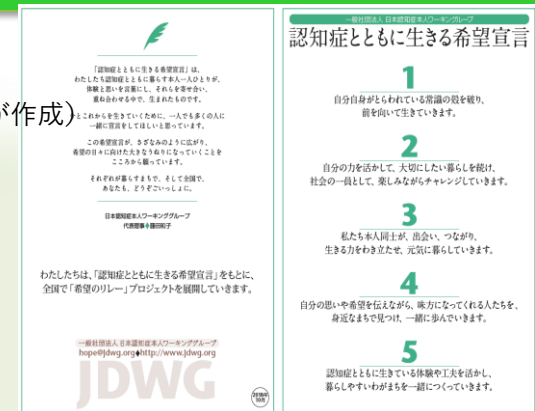 が作成)
「認知症とともに生きる希望宣言」は、
わたしたち認知症とともに暮らす本人一人ひとりが、
体験と思いを言葉にし、それらを寄せ合い、
重ね合わせる中で、生まれたものです。
とこれからを生きていくために、一人でも多くの人に
一緒に宣言をしてほしいと思っています。
この希望宣言が、さざなみのように広がり、
希望の日々に向けた大きなうねりになっていくことを
こころから願っています。
それぞれが暮らすまちで、そして全国で、
あなたも、どうぞごいっしょに。
日本認知症本人ワーキンググループ
代表理事◆藤田和子
わたしたちは、「認知症とともに生きる希望宣言」をもとに、
全国で「希望のリレー」プロジェクトを展開していきます。
一般社団法人 日本認知症本人ワーキンググループ
hope@jdwg.org◆http://www.jdwg.org
JDWG
一般社団法人 日本認知症本人ワーキンググループ
認知症とともに生きる希望宣言
1
自分自身がとらわれている常識の殻を破り、
前を向いて生きていきます。
2
自分の力を活かして、大切にしたい暮らしを続け、
社会の一員として、楽しみながらチャレンジしていきます。
3
私たち本人同士が、出会い、つながり、
生きる力をわき立たせ、元気に暮らしていきます。
4
自分の思いや希望を伝えながら、味方になってくれる人たちを、
身近なまちで見つけ、一緒に歩んでいきます。
5
認知症とともに生きている体験や工夫を活かし、
暮らしやすいわがまちを一緒につくっていきます。